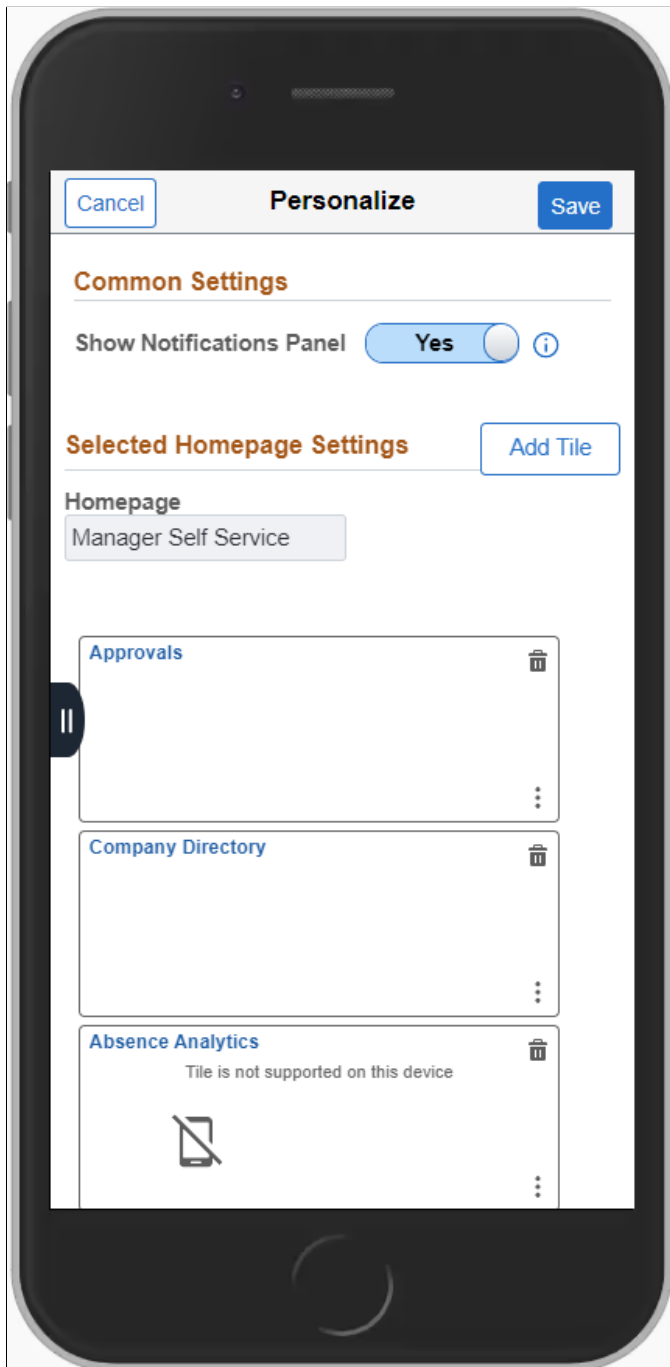 Cancel
Personalize
Save
Common Settings
Show Notifications Panel
Yes
Selected Homepage Settings
Add Tile
Homepage
Manager Self Service
Approvals
Company Directory
Absence Analytics
Tile is not supported on this device